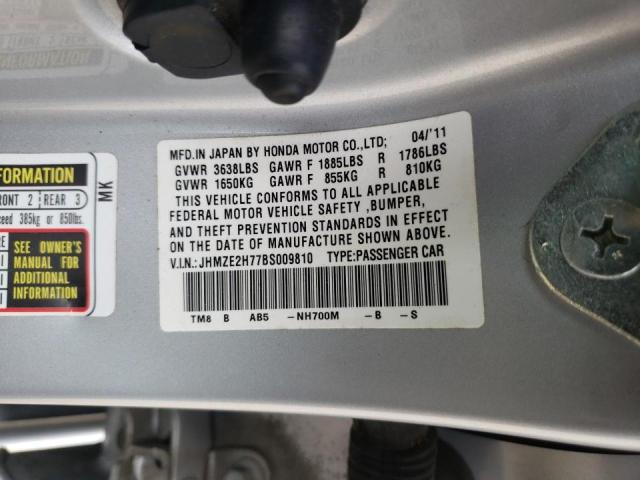 MFD.IN JAPAN BY HONDA MOTOR CO.,LTD; 04/'11
GVWR 3638LBS GAWR F 1885LBS R 1786LBS
GVWR 1650KG GAWR F 855KG R 810KG
THIS VEHICLE CONFORMS TO ALL APPLICABLE
FEDERAL MOTOR VEHICLE SAFETY ,BUMPER,
AND THEFT PREVENTION STANDARDS IN EFFECT
ON THE DATE OF MANUFACTURE SHOWN ABOVE.
V.I.N.: JHMZE2H77BS009810 TYPE:PASSENGER CAR
TM8 B AB5 -NH700M -B -S
FORMATION
RONT 2 REAR 3
ceed 385kg or 850lbs.
RE
SEE OWNER'S
MANUAL FOR
ADDITIONAL
INFORMATION
MK